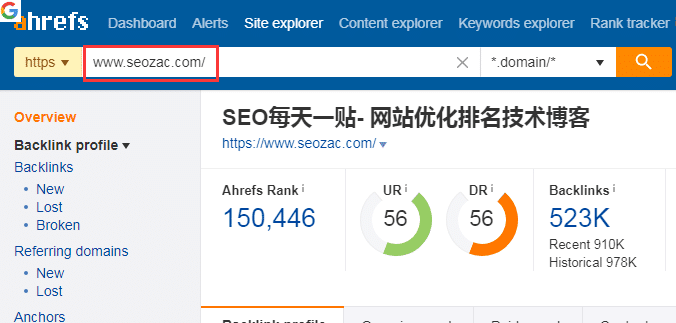 ahrefs Dashboard Alerts Site explorer Content explorer Keywords explorer Rank tracker
https www.seozac.com/ *.domain/*
Overview
Backlink profile
Backlinks
New
Lost
Broken
Referring domains
New
Lost
Anchors
SEO每天一贴- 网站优化排名技术博客
https://www.seozac.com/
Ahrefs Rank i UR i DR i Backlinks i
150,446 56 56 523K
Recent 910K
Historical 978K
Backlink profile